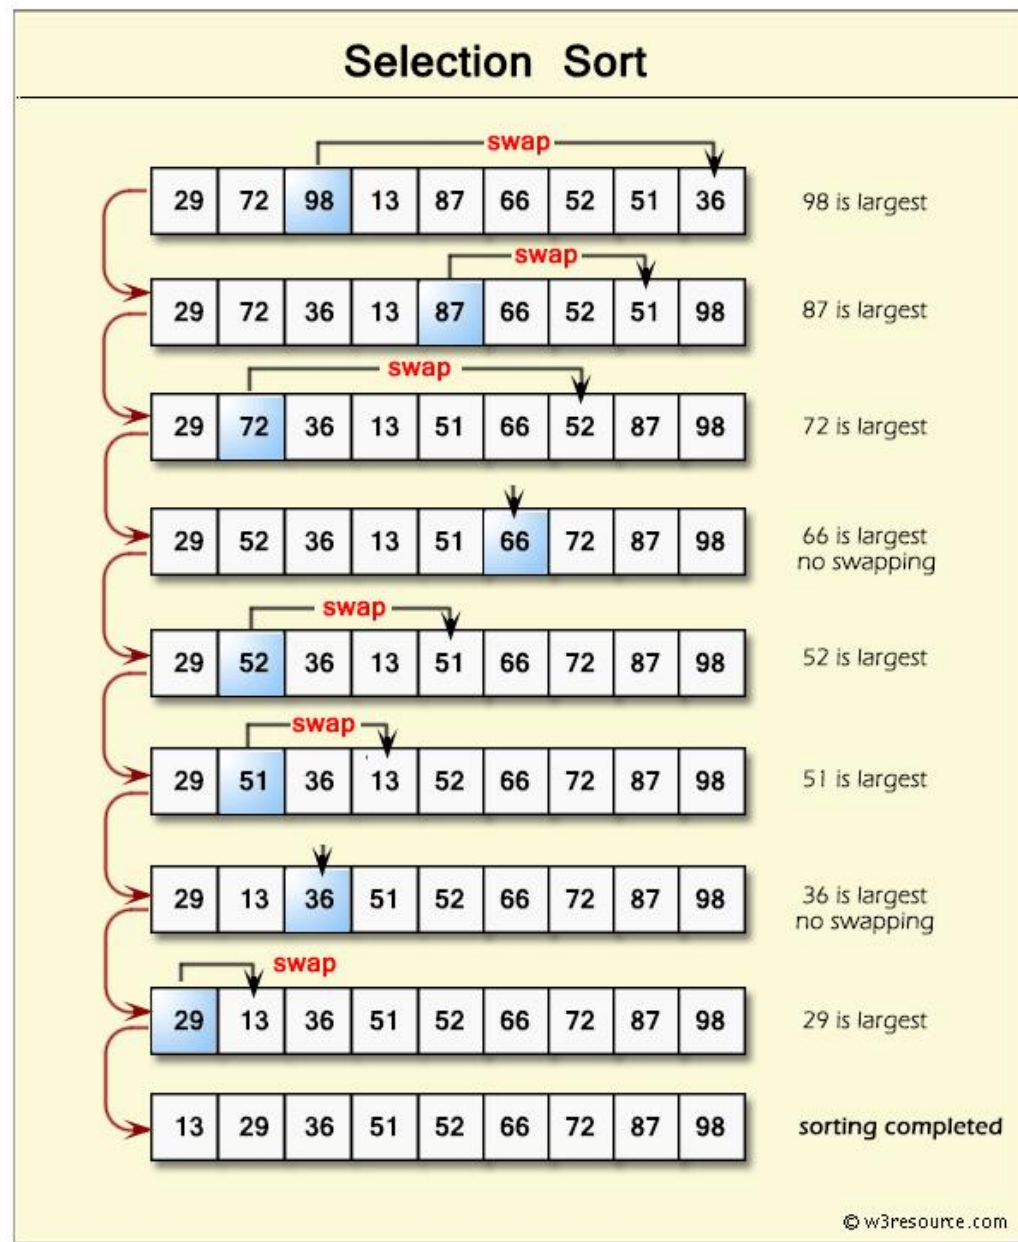 Selection Sort
swap
29 72 98 13 87 66 52 51 36
98 is largest
swap
29 72 36 13 87 66 52 51 98
87 is largest
swap
29 72 36 13 51 66 52 87 98
72 is largest
29 52 36 13 51 66 72 87 98
66 is largest
no swapping
swap
29 52 36 13 51 66 72 87 98
52 is largest
swap
29 51 36 13 52 66 72 87 98
51 is largest
29 13 36 51 52 66 72 87 98
36 is largest
no swapping
swap
29 13 36 51 52 66 72 87 98
29 is largest
13 29 36 51 52 66 72 87 98
sorting completed
© w3resource.com